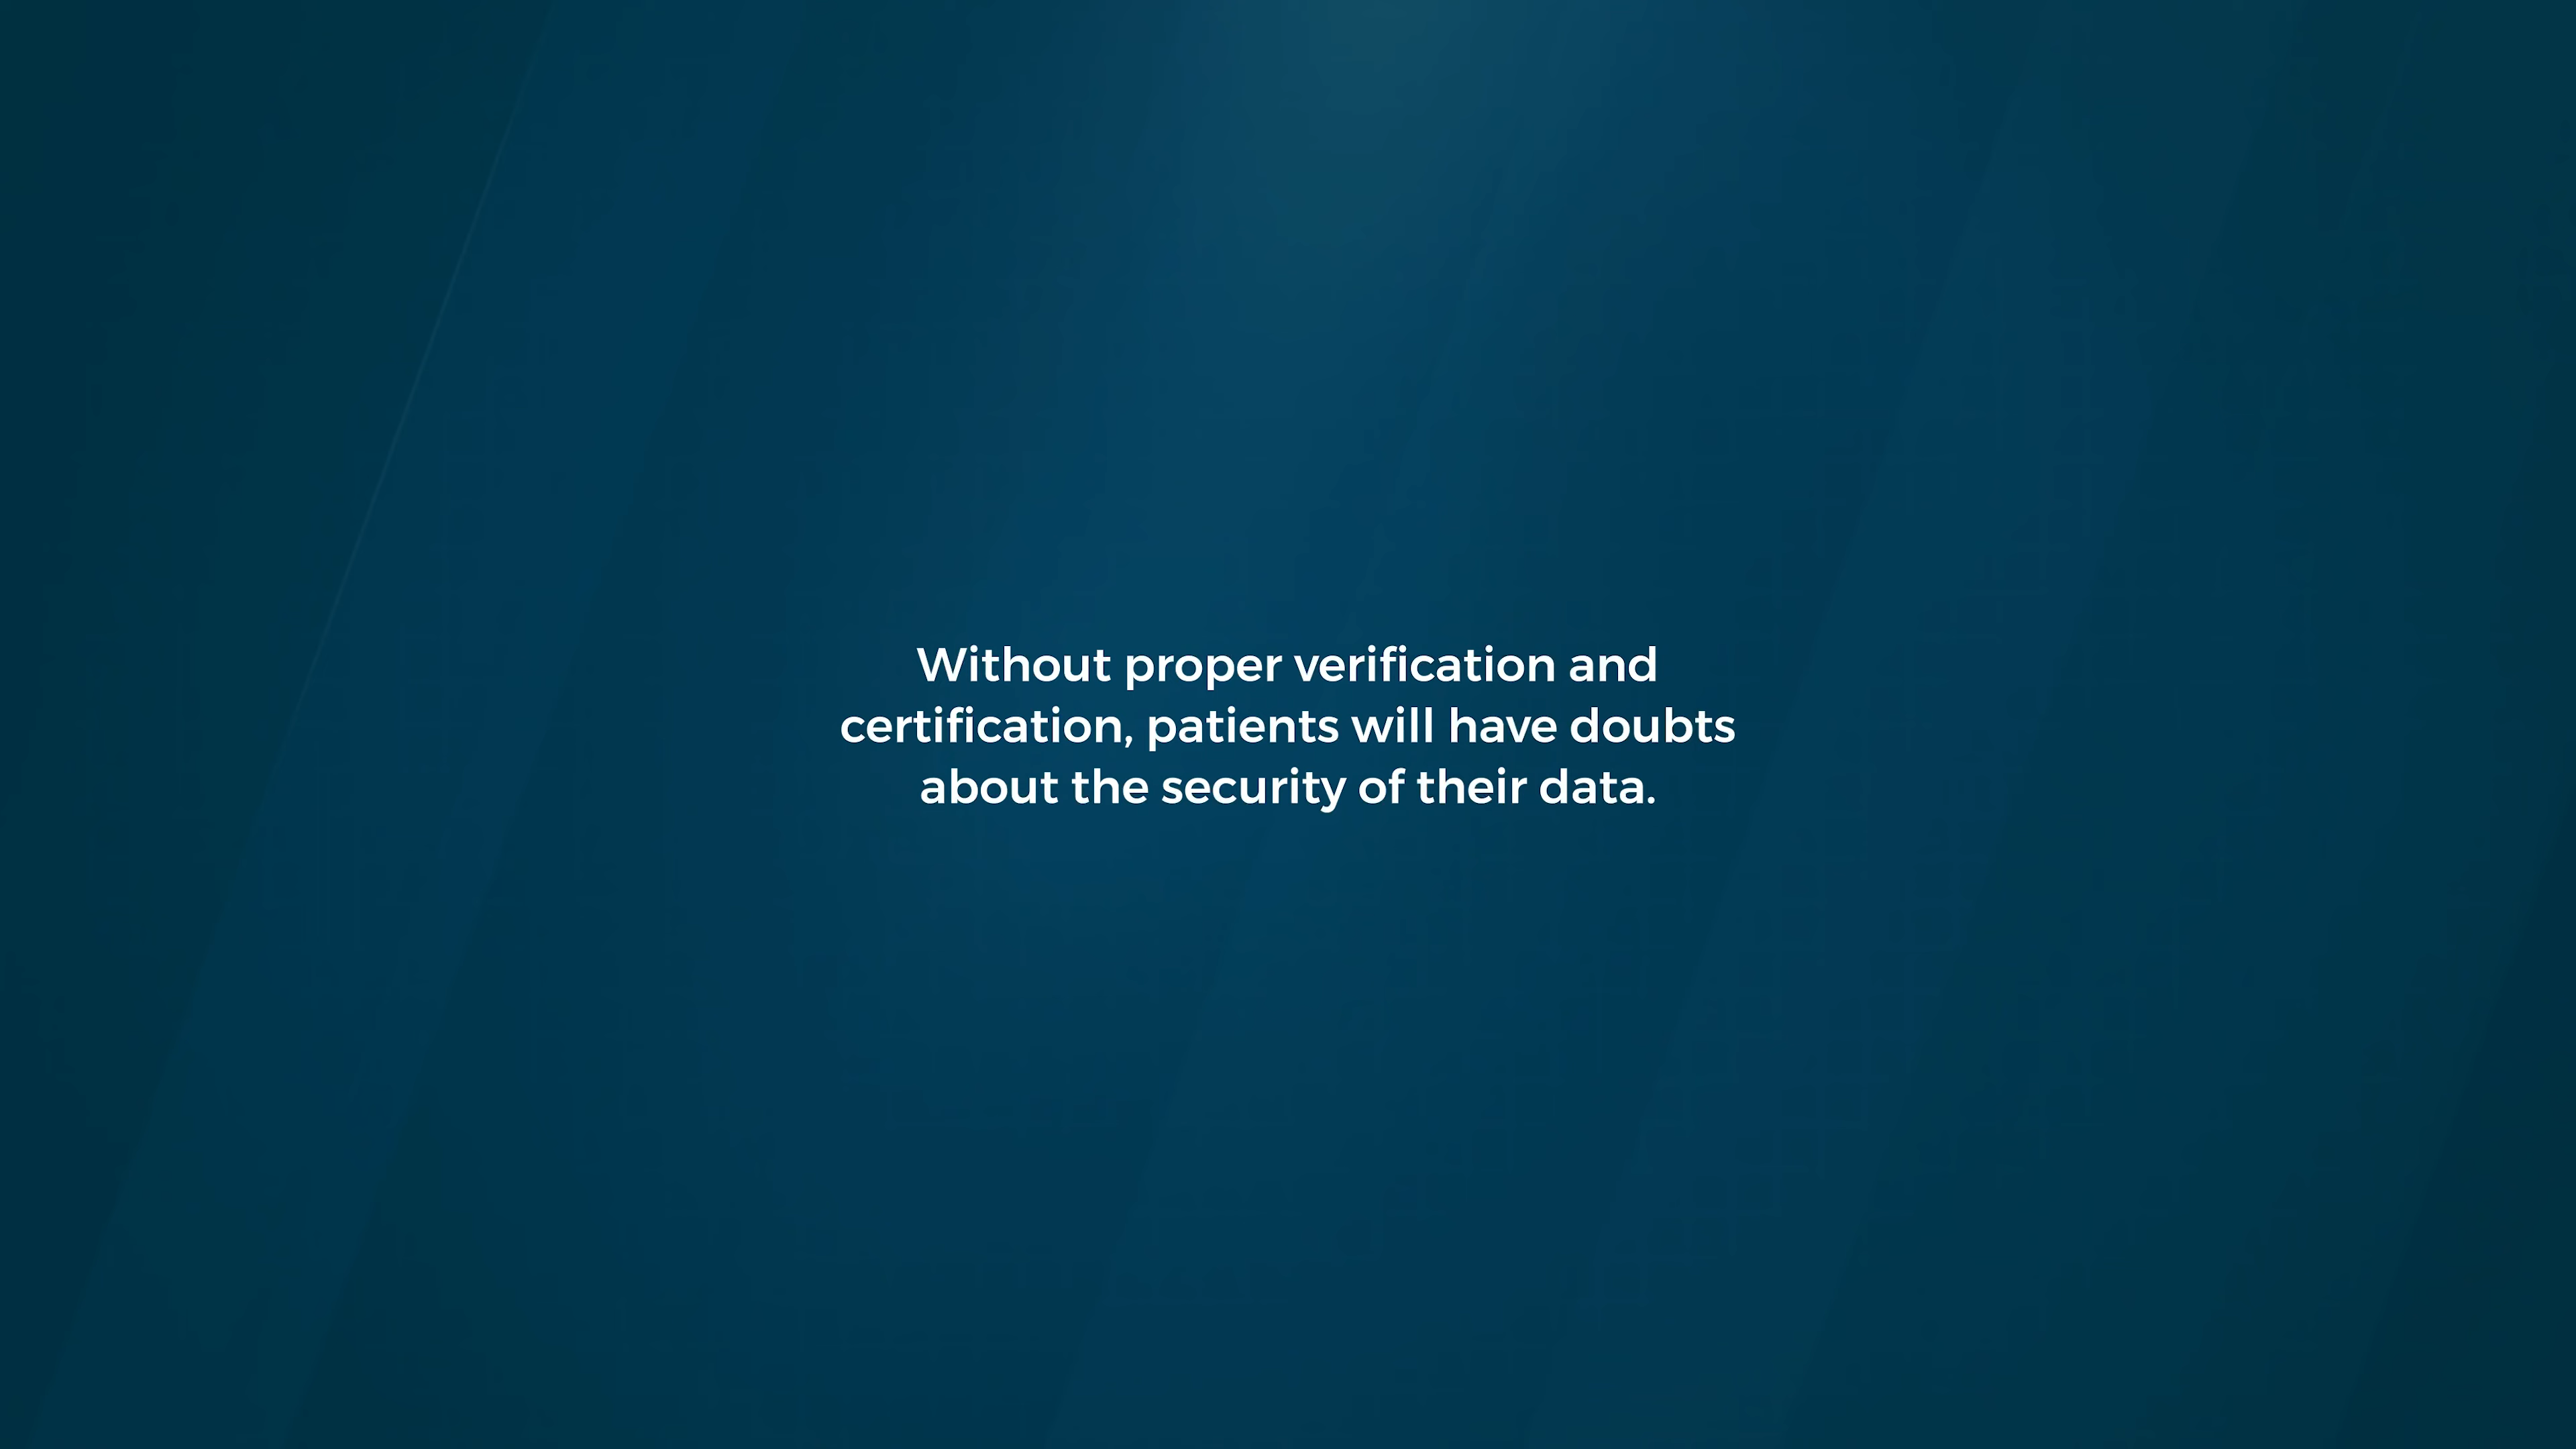 Without proper verification and
certification, patients will have doubts
about the security of their data.